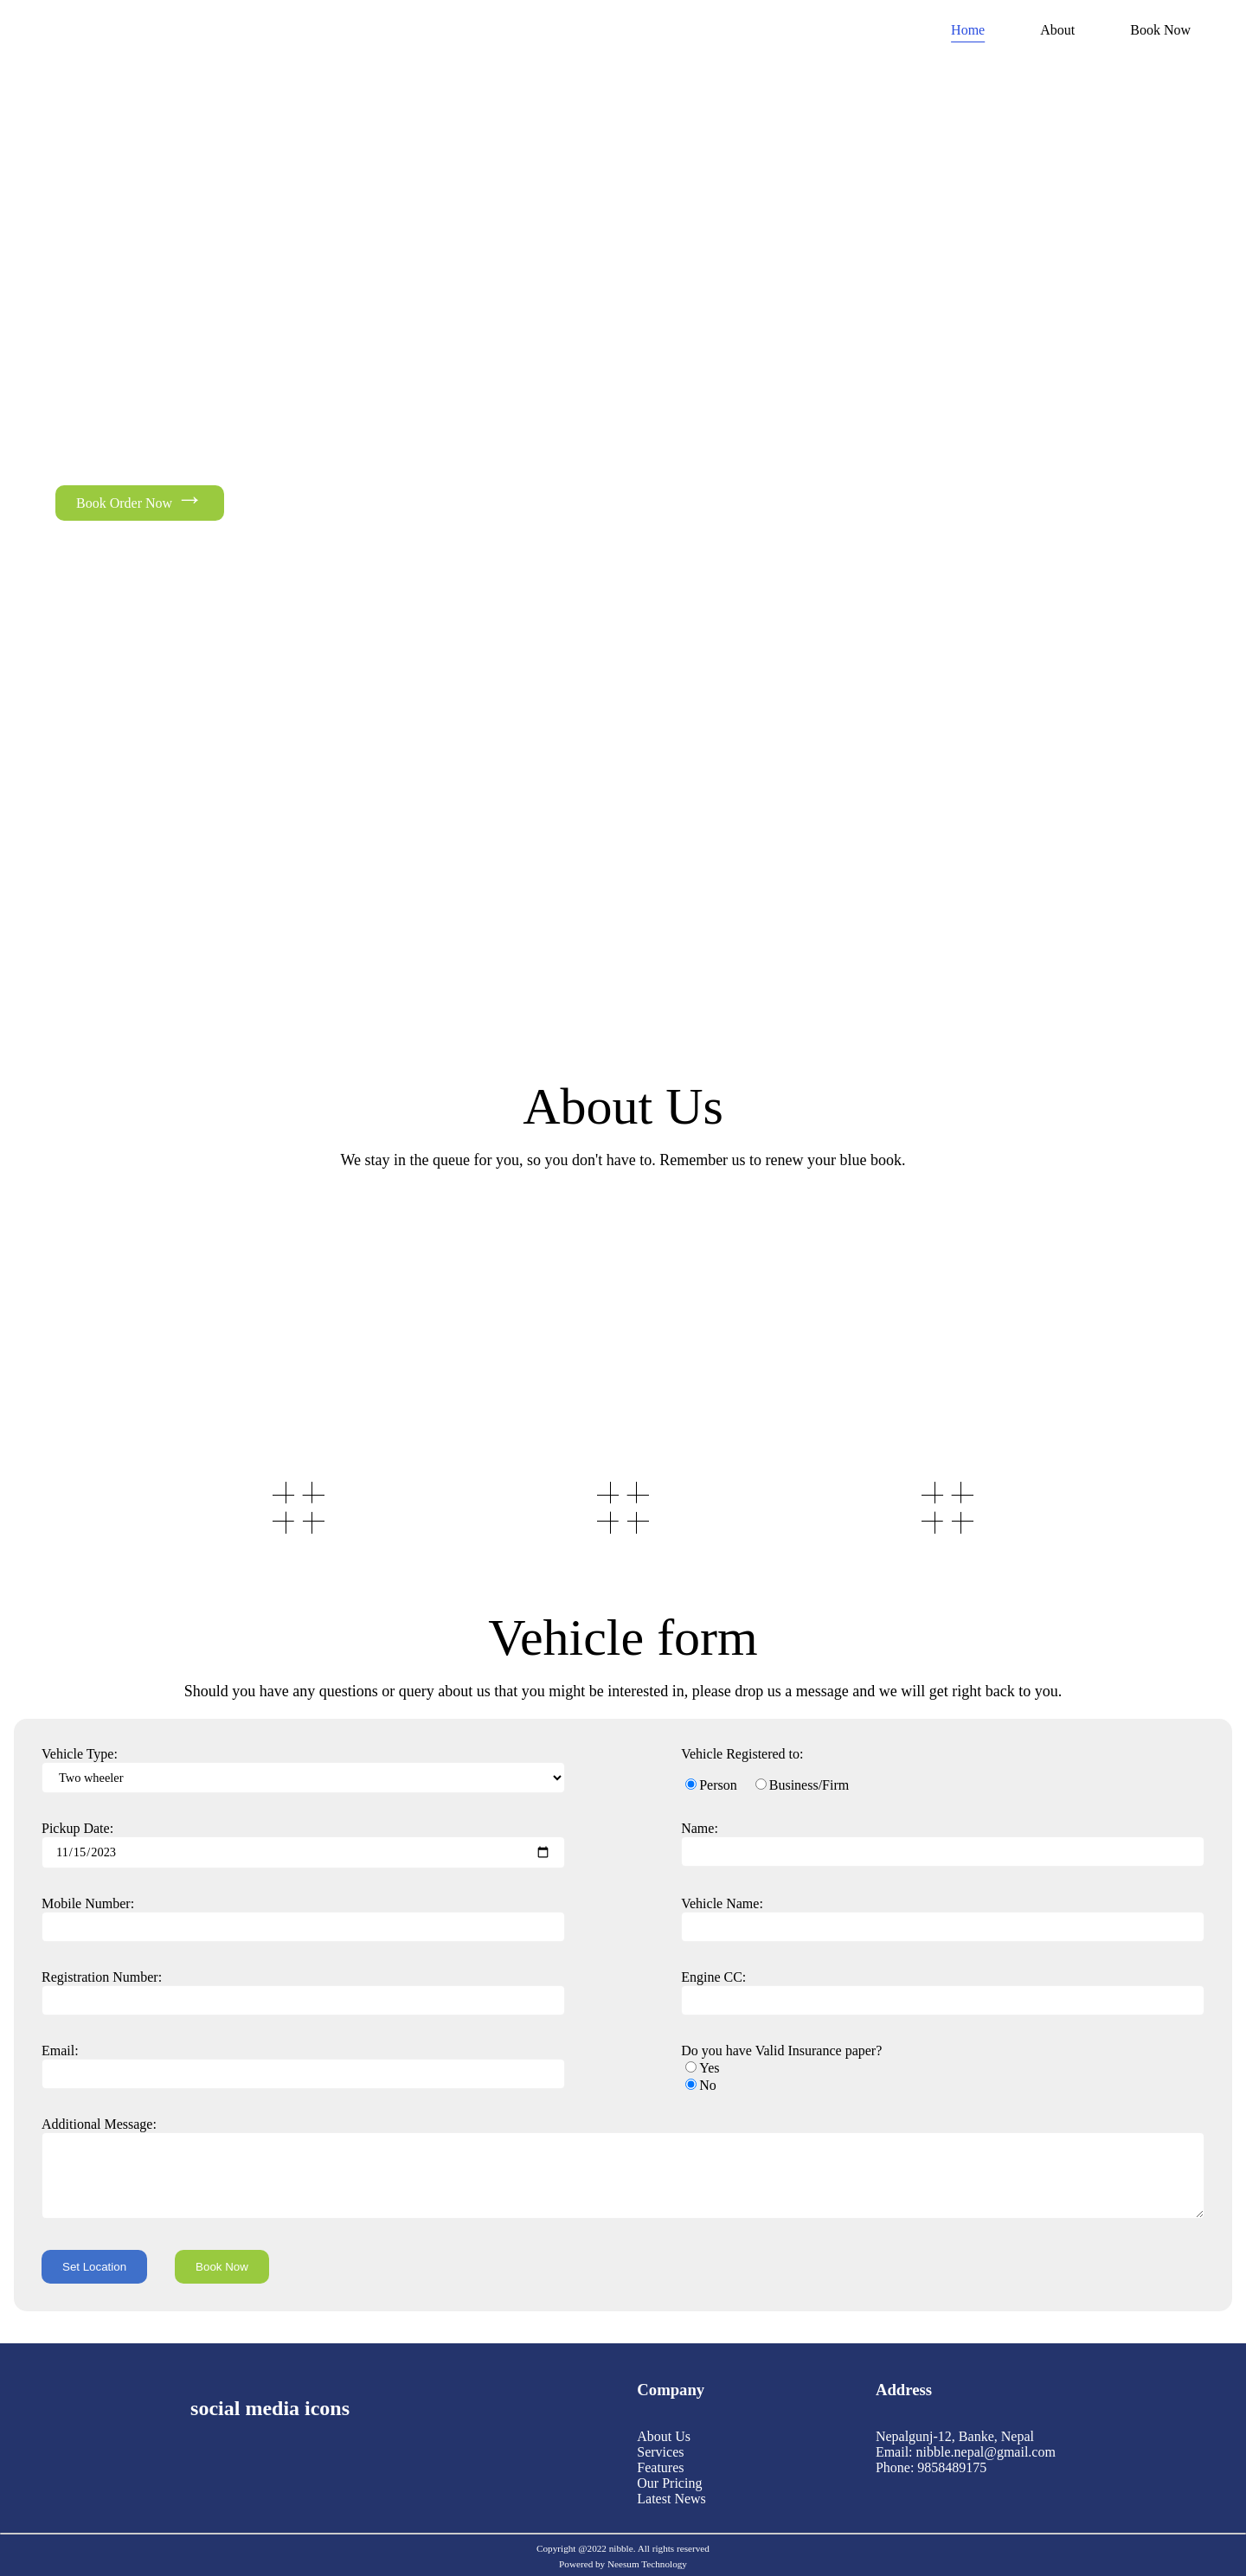 Home About Book Now
Book Order Now →
About Us
We stay in the queue for you, so you don't have to. Remember us to renew your blue book.
Vehicle form
Should you have any questions or query about us that you might be interested in, please drop us a message and we will get right back to you.
Vehicle Type:
Two wheeler
Vehicle Registered to:
Person Business/Firm
Pickup Date:
11/15/2023
Name:
Mobile Number:
Vehicle Name:
Registration Number:
Engine CC:
Email:
Do you have Valid Insurance paper?
Yes
No
Additional Message:
Set Location Book Now
social media icons
Company
About Us
Services
Features
Our Pricing
Latest News
Address
Nepalgunj-12, Banke, Nepal
Email: nibble.nepal@gmail.com
Phone: 9858489175
Copyright @2022 nibble. All rights reserved
Powered by Neesum Technology